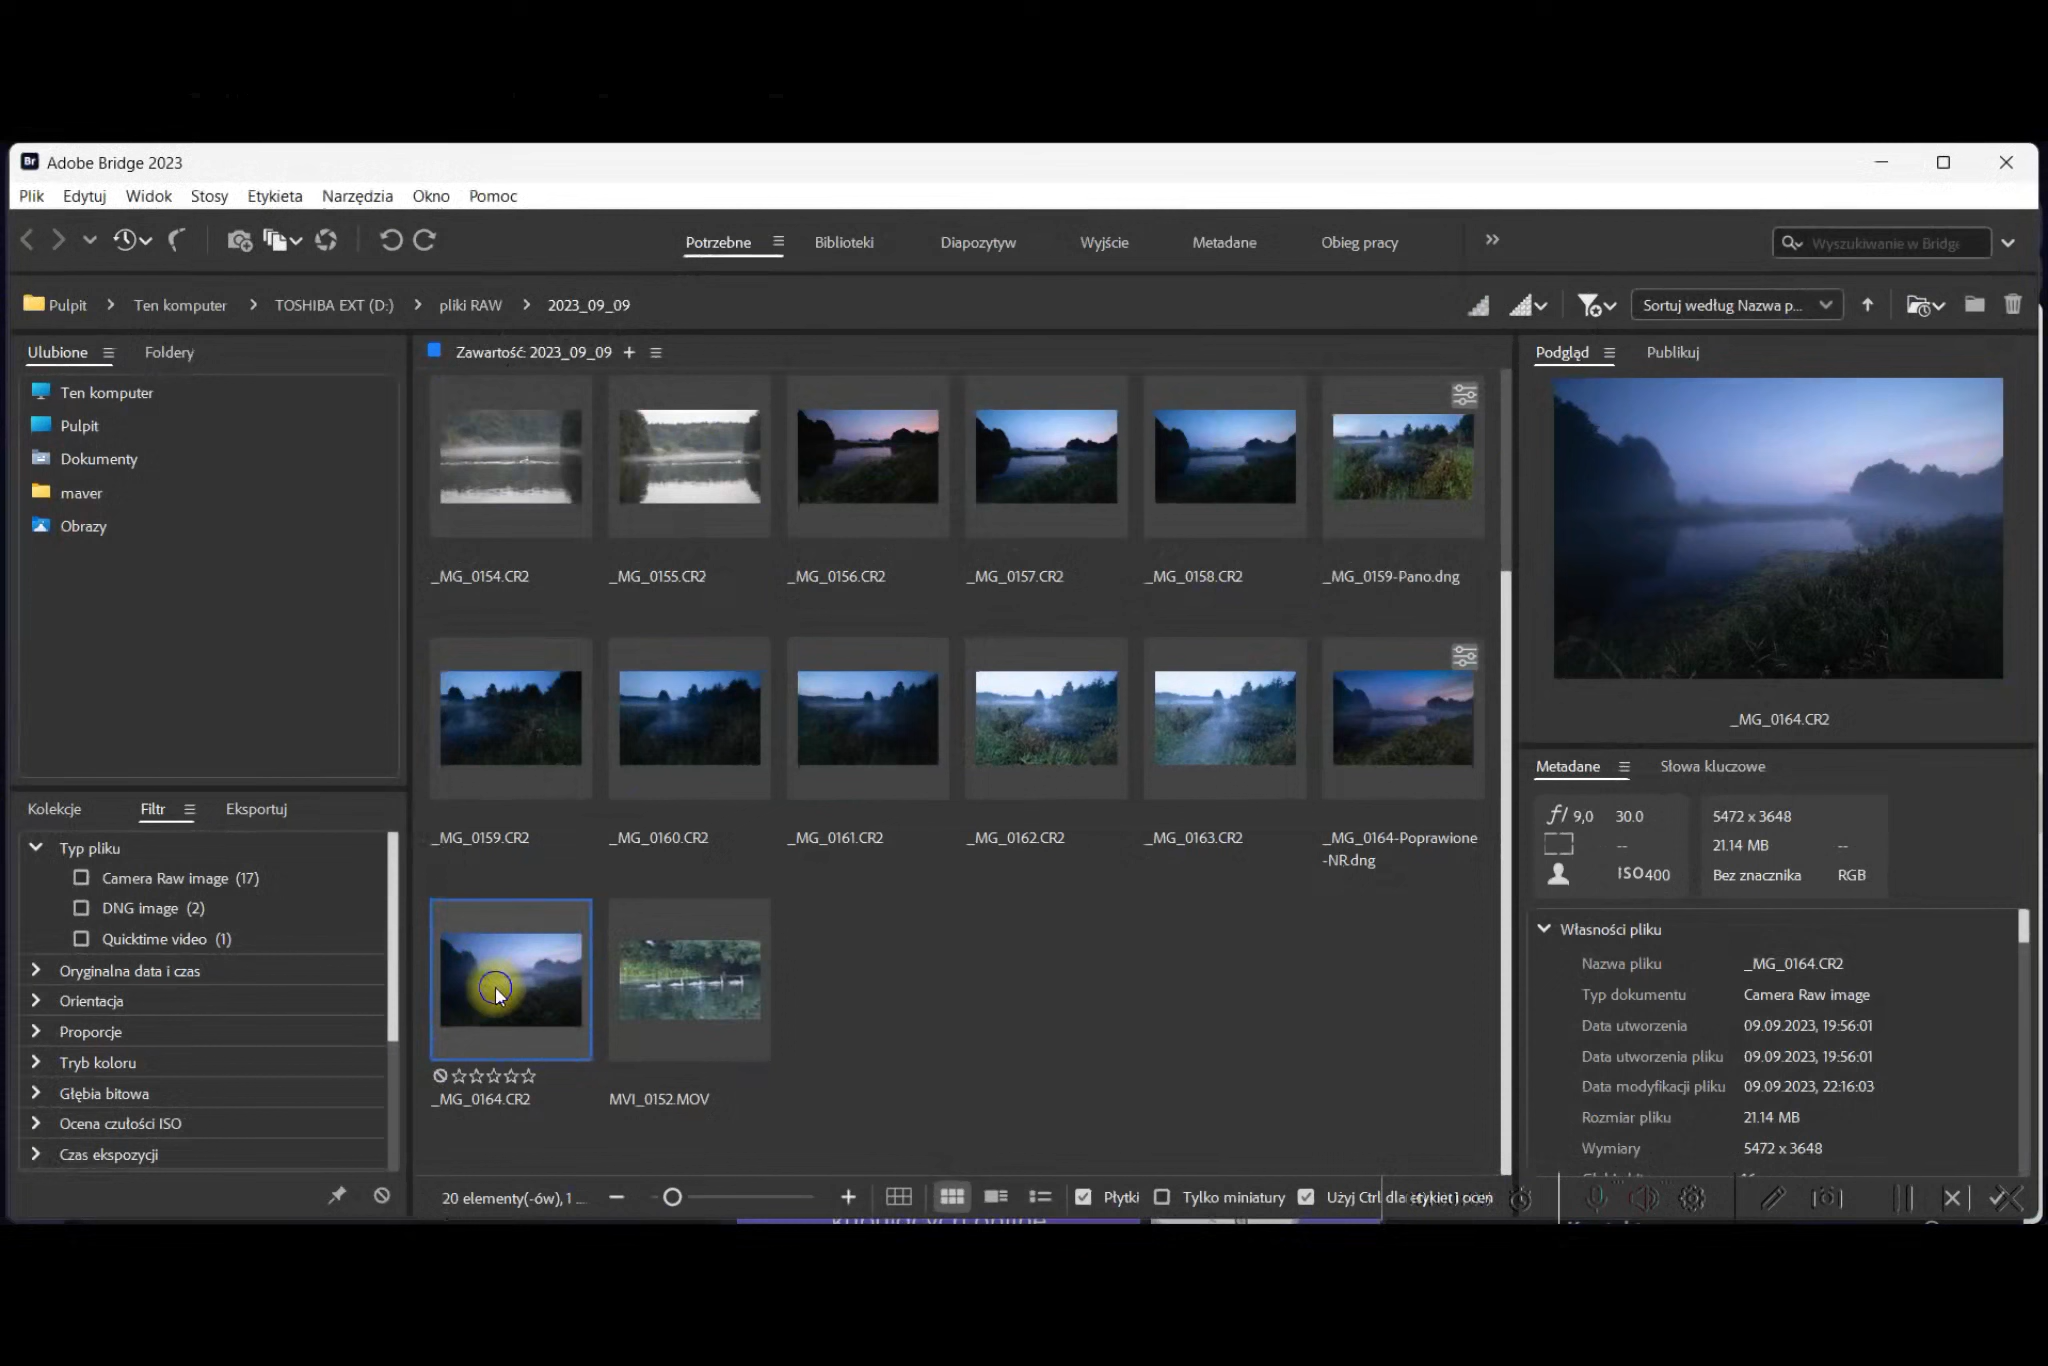 Br Adobe Bridge 2023
Plik Edytuj Widok Stosy Etykieta Narzędzia Okno Pomoc
Potrzebne Biblioteki Diapozytyw Wyjście Metadane Obieg pracy Wyszukiwanie w Bridge
Pulpit Ten komputer TOSHIBA EXT (D:) pliki RAW 2023_09_09 Sortuj według Nazwa p...
Ulubione Foldery
Ten komputer
Pulpit
Dokumenty
maver
Obrazy
Kolekcje Filtr Eksportuj
Typ pliku
Camera Raw image (17)
DNG image (2)
Quicktime video (1)
Oryginalna data i czas
Orientacja
Proporcje
Tryb koloru
Głębia bitowa
Ocena czułości ISO
Czas ekspozycji
Zawartość: 2023_09_09
_MG_0154.CR2 _MG_0155.CR2 _MG_0156.CR2 _MG_0157.CR2 _MG_0158.CR2 _MG_0159-Pano.dng
_MG_0159.CR2 _MG_0160.CR2 _MG_0161.CR2 _MG_0162.CR2 _MG_0163.CR2 _MG_0164-Poprawione
-NR.dng
_MG_0164.CR2 MVI_0152.MOV
20 elementy(-ów), 1 ... Płytki Tylko miniatury Użyj Ctrl dla etykiet i ocen
Podgląd Publikuj
_MG_0164.CR2
Metadane Słowa kluczowe
f/ 9,0 30.0 5472 x 3648
-- 21.14 MB --
ISO400 Bez znacznika RGB
Własności pliku
Nazwa pliku _MG_0164.CR2
Typ dokumentu Camera Raw image
Data utworzenia 09.09.2023, 19:56:01
Data utworzenia pliku 09.09.2023, 19:56:01
Data modyfikacji pliku 09.09.2023, 22:16:03
Rozmiar pliku 21.14 MB
Wymiary 5472 x 3648